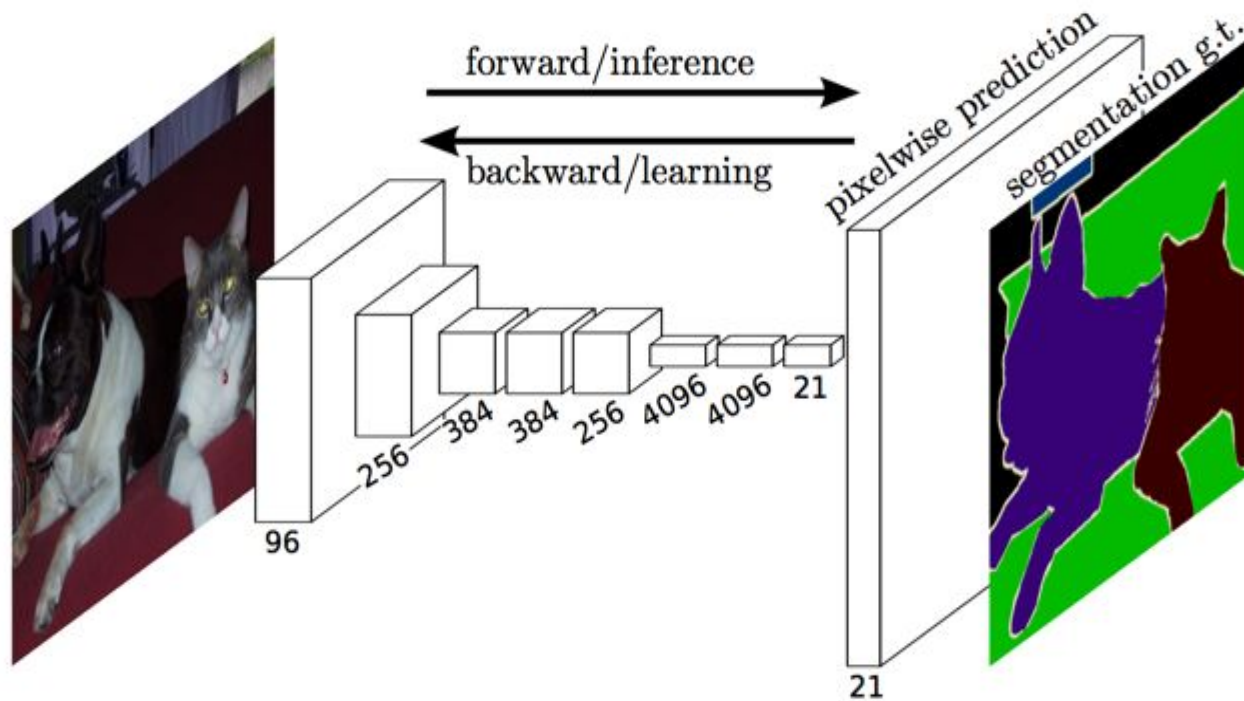 forward/inference
backward/learning
pixelwise prediction
segmentation g.t.
96
256
384
384
256
4096
4096
21
21